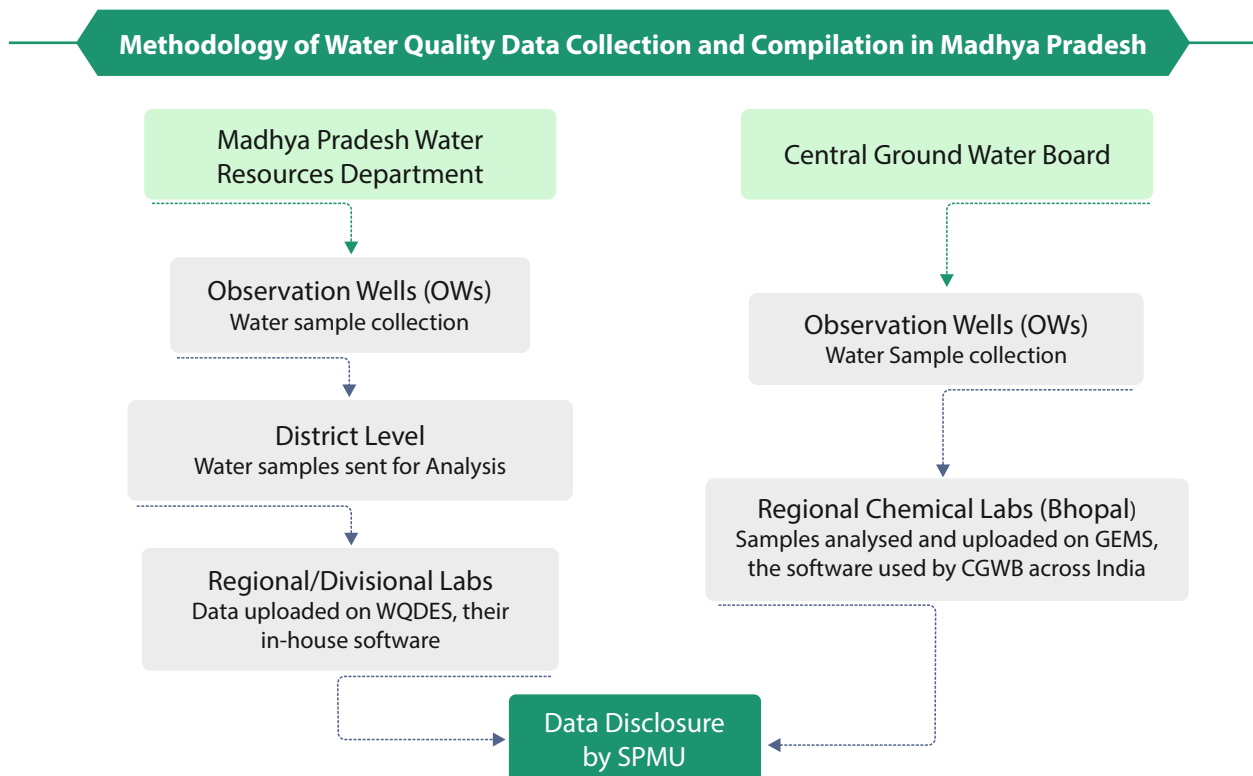 Methodology of Water Quality Data Collection and Compilation in Madhya Pradesh
Madhya Pradesh Water
Resources Department
Observation Wells (OWs)
Water sample collection
District Level
Water samples sent for Analysis
Regional/Divisional Labs
Data uploaded on WQDES, their
in-house software
Central Ground Water Board
Observation Wells (OWs)
Water Sample collection
Regional Chemical Labs (Bhopal)
Samples analysed and uploaded on GEMS,
the software used by CGWB across India
Data Disclosure
by SPMU